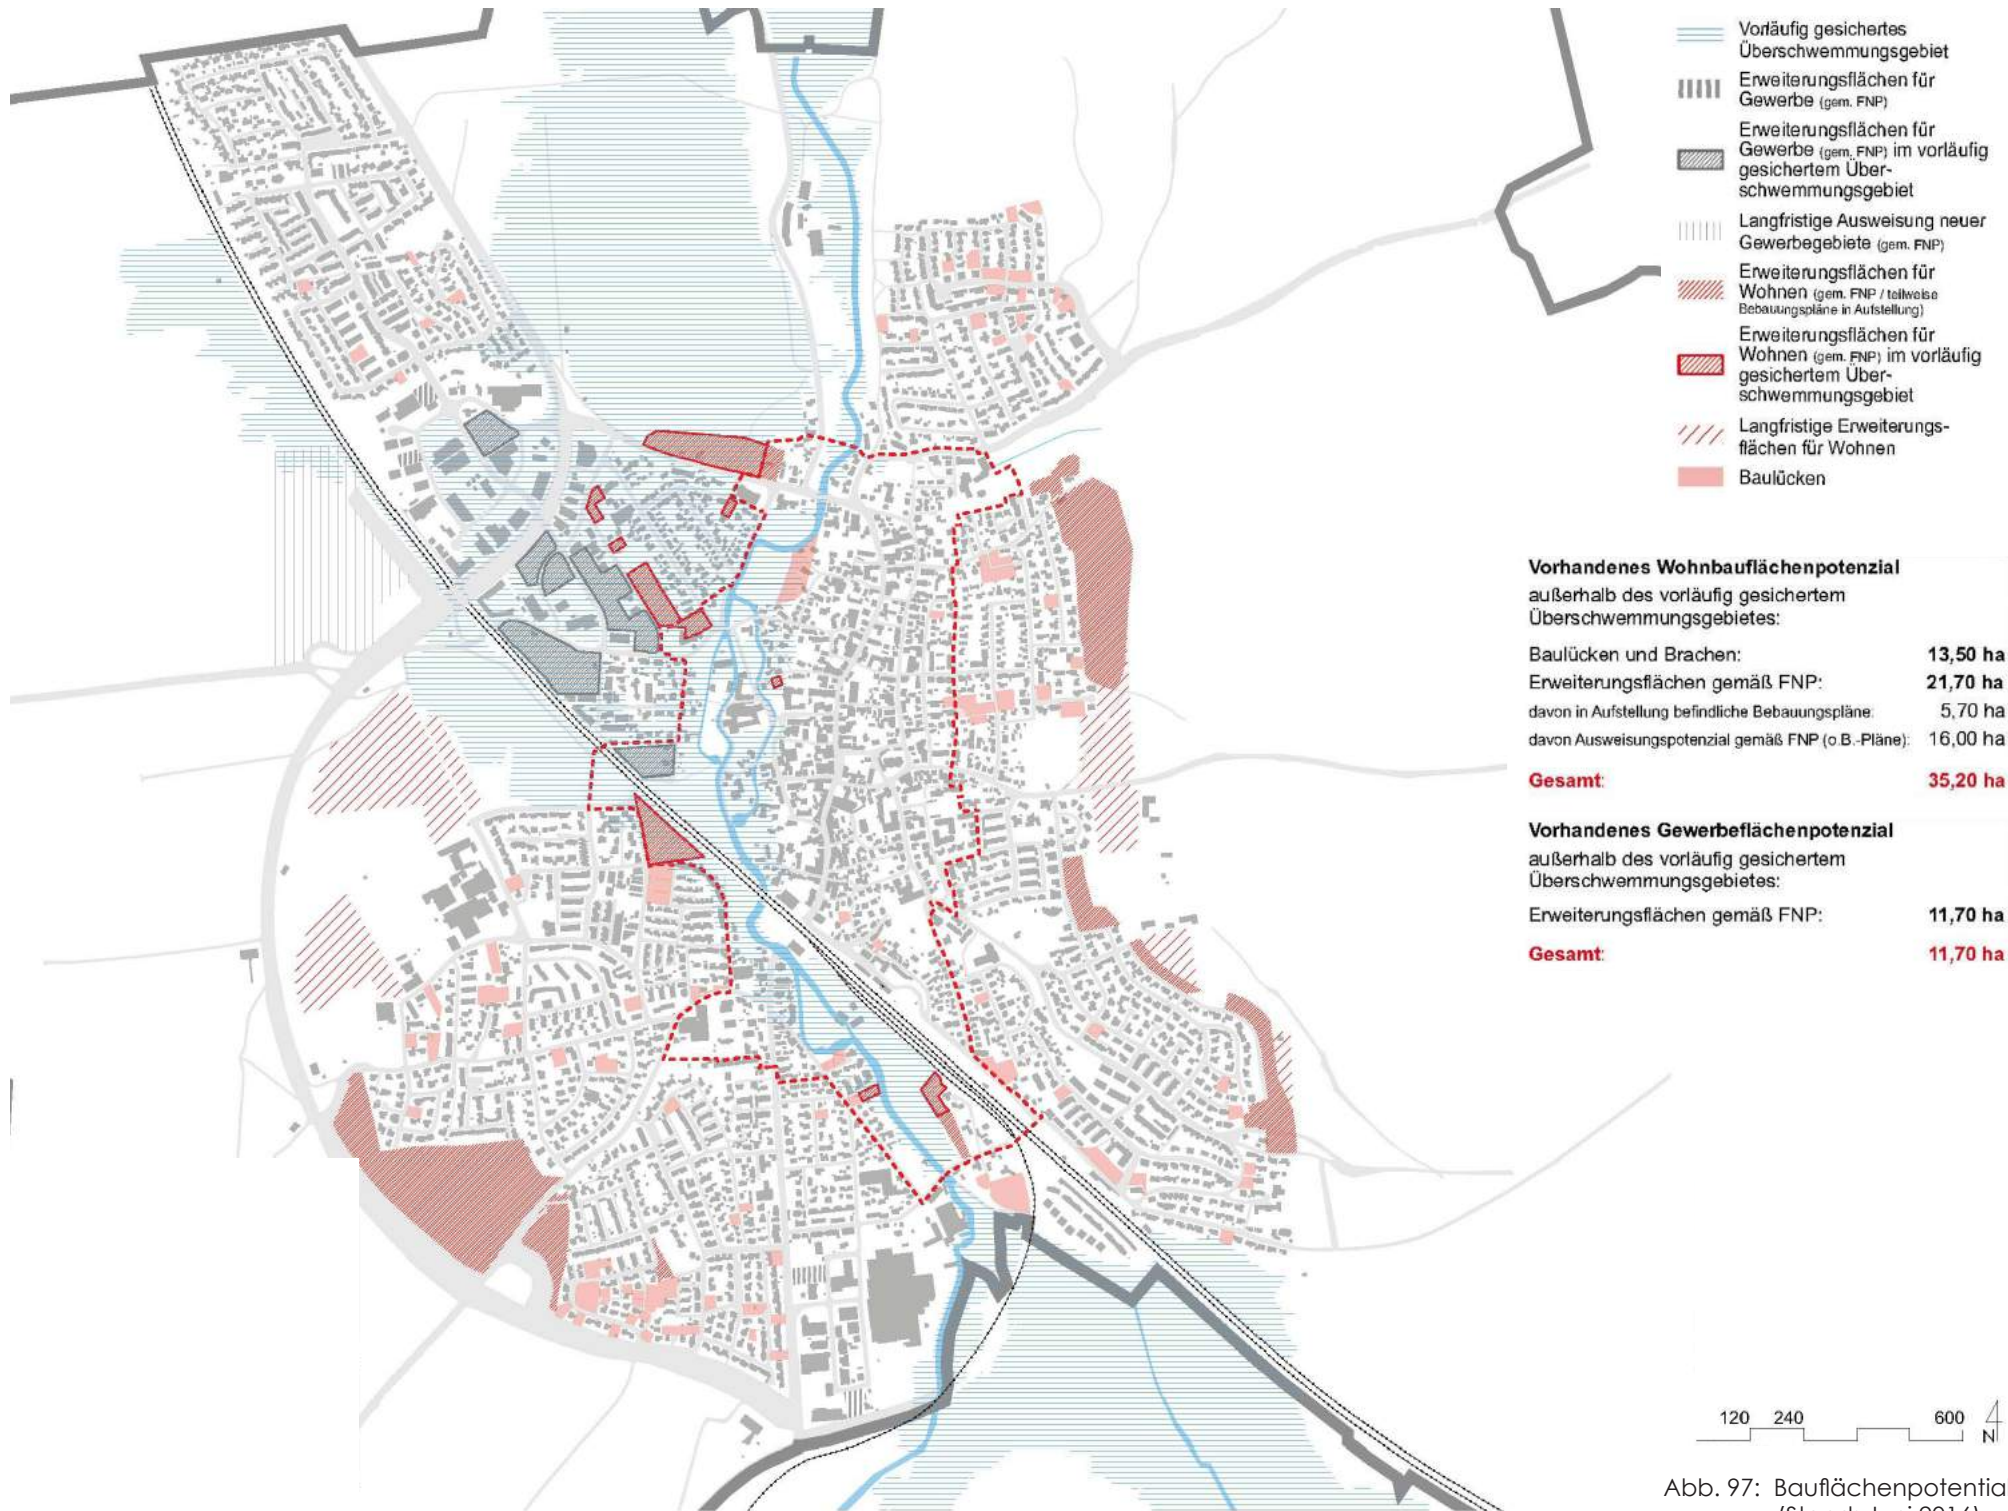 Vorläufig gesichertes
Überschwemmungsgebiet
Erweiterungsflächen für
Gewerbe (gem. FNP)
Erweiterungsflächen für
Gewerbe (gem. FNP) im vorläufig
gesichertem Über-
schwemmungsgebiet
Langfristige Ausweisung neuer
Gewerbegebiete (gem. FNP)
Erweiterungsflächen für
Wohnen (gem. FNP / teilweise
Bebauungspläne in Aufstellung)
Erweiterungsflächen für
Wohnen (gem. FNP) im vorläufig
gesichertem Über-
schwemmungsgebiet
Langfristige Erweiterungs-
flächen für Wohnen
Baulücken
Vorhandenes Wohnbauflächenpotenzial
außerhalb des vorläufig gesichertem
Überschwemmungsgebietes:
Baulücken und Brachen: 13,50 ha
Erweiterungsflächen gemäß FNP: 21,70 ha
davon in Aufstellung befindliche Bebauungspläne: 5,70 ha
davon Ausweisungspotenzial gemäß FNP (o.B.-Pläne): 16,00 ha
Gesamt: 35,20 ha
Vorhandenes Gewerbeflächenpotenzial
außerhalb des vorläufig gesichertem
Überschwemmungsgebietes:
Erweiterungsflächen gemäß FNP: 11,70 ha
Gesamt: 11,70 ha
120 240 600 N
Abb. 97: Bauflächenpotentia